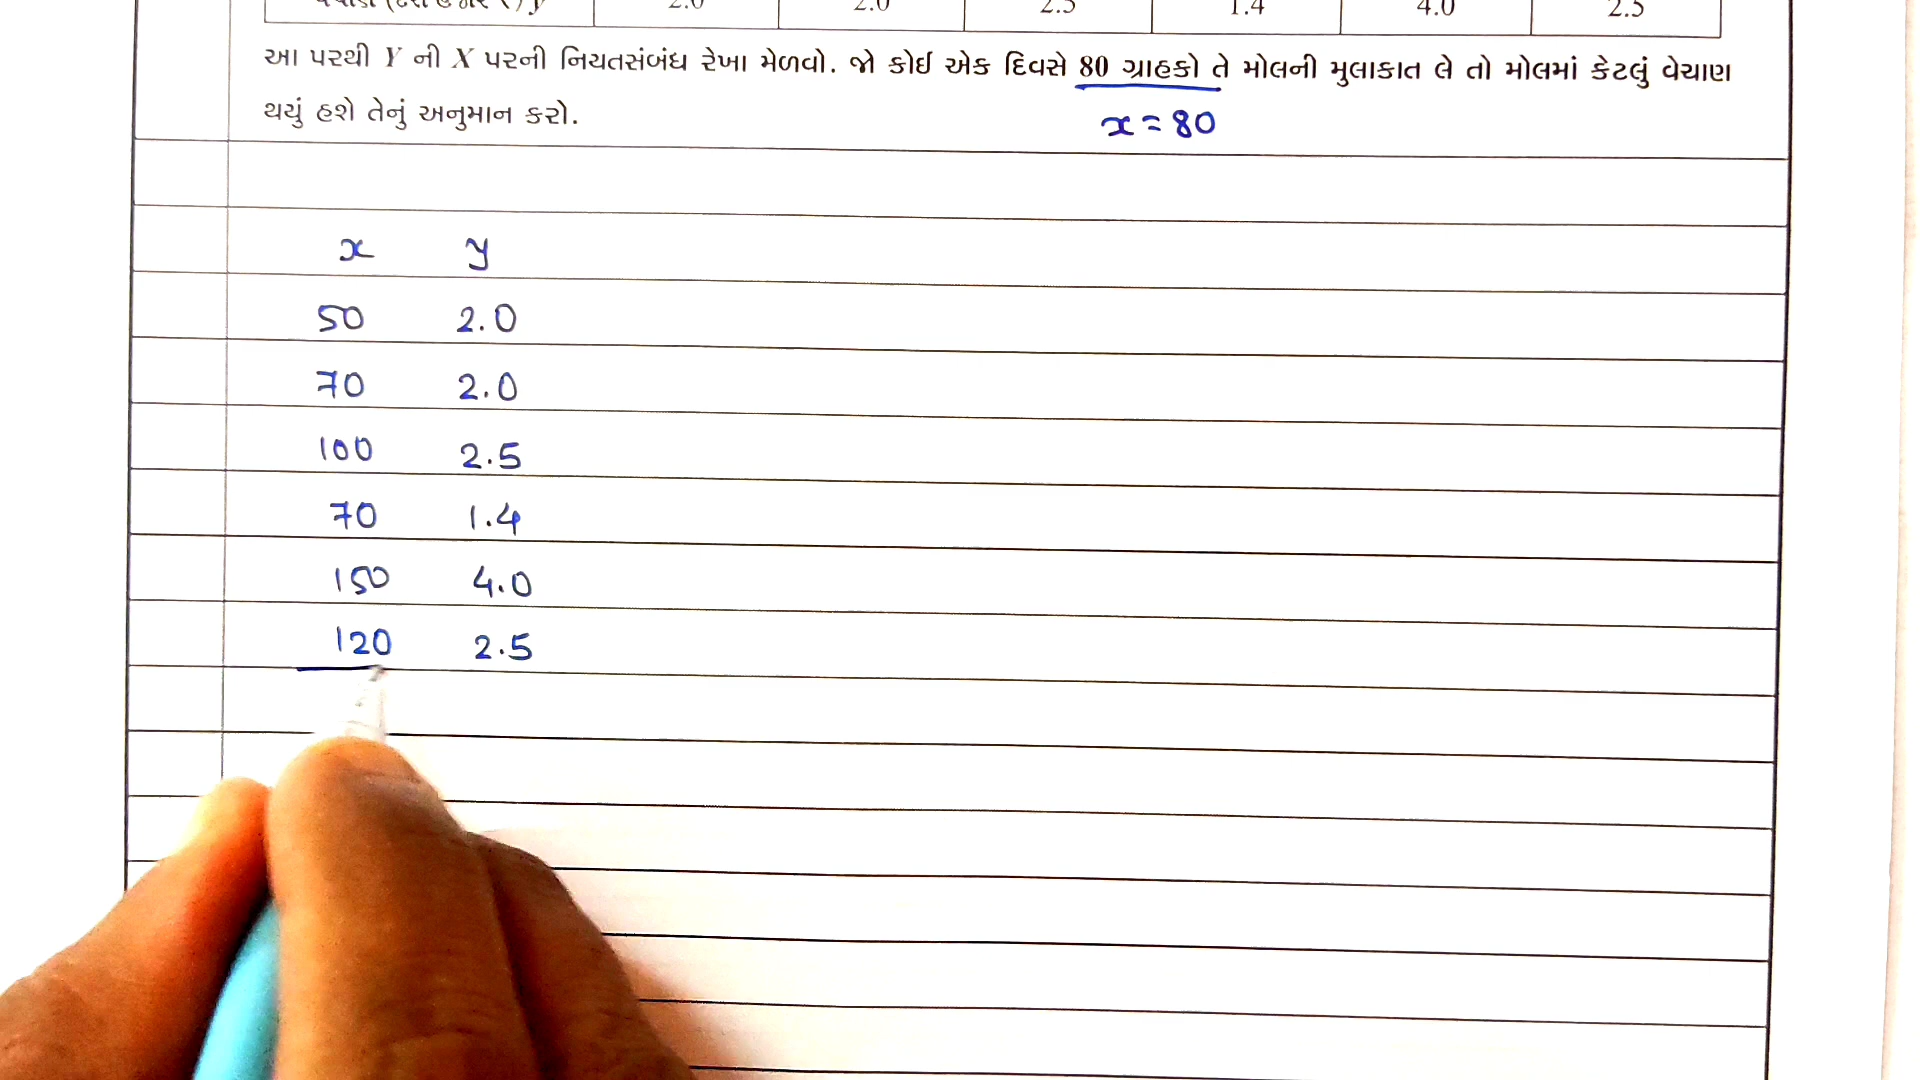 y 2.0 2.0 2.5 1.4 4.0 2.5
આ પરથી Y ની X પરની નિયતસંબંધ રેખા મેળવો. જો કોઈ એક દિવસે 80 ગ્રાહકો તે મોલની મુલાકાત લે તો મોલમાં કેટલું વેચાણ
થયું હશે તેનું અનુમાન કરો.
x = 80
x y
50 2.0
70 2.0
100 2.5
70 1.4
150 4.0
120 2.5